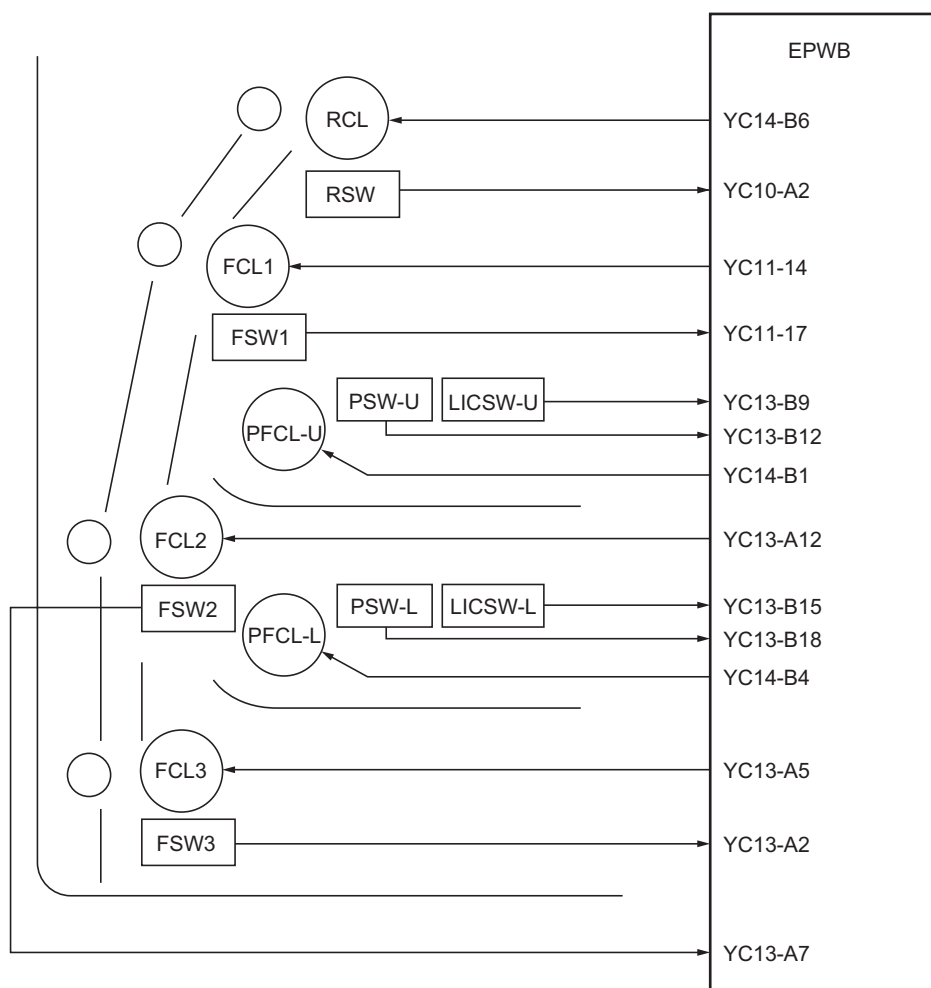 EPWB
RCL
YC14-B6
RSW
YC10-A2
FCL1
YC11-14
FSW1
YC11-17
PSW-U
LICSW-U
YC13-B9
PFCL-U
YC13-B12
YC14-B1
FCL2
YC13-A12
FSW2
PSW-L
LICSW-L
YC13-B15
PFCL-L
YC13-B18
YC14-B4
FCL3
YC13-A5
FSW3
YC13-A2
YC13-A7